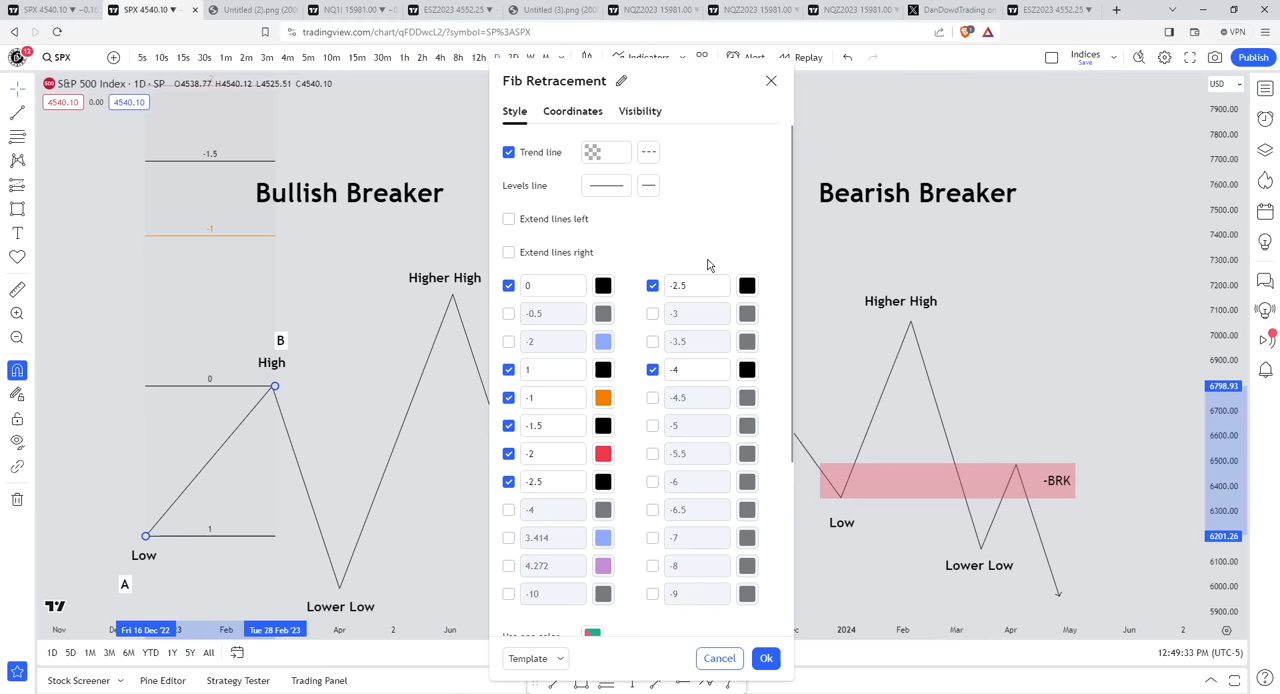 SPX 4540.10 ▼ −0.1
SPX 4540.10 ▼
Untitled (2).png (200
NQ1! 15981.00 ▼ −0
ESZ2023 4552.25 ▼
Untitled (3).png (200
NQZ2023 15981.00 ▼
NQZ2023 15981.00 ▼
NQZ2023 15981.00 ▼
DanDowdTrading on
ESZ2023 4552.25 ▼
tradingview.com/chart/qFDDwcL2/?symbol=SP%3ASPX
VPN
12
SPX
5s 10s 15s 30s 1m 2m 3m 4m 5m 10m 15m 30m 1h 2h 4h 8h 12h D 2D W M
Indicators
Alert
Replay
Indices
Save
Publish
S&P 500 Index · 1D · SP O4538.77 H4540.12 L4525.51 C4540.10
4540.10 0.00 4540.10
USD
-1.5
-1
0
1
Bullish Breaker
Higher High
B
High
Low
A
Lower Low
Fib Retracement
Style Coordinates Visibility
Trend line
Levels line
Extend lines left
Extend lines right
0 -2.5
-0.5 -3
-2 -3.5
1 -4
-1 -4.5
-1.5 -5
-2 -5.5
-2.5 -6
-4 -6.5
3.414 -7
4.272 -8
-10 -9
Use one color
Template
Cancel
Ok
Bearish Breaker
Higher High
-BRK
Low
Lower Low
7900.00
7800.00
7700.00
7600.00
7500.00
7400.00
7300.00
7200.00
7100.00
7000.00
6900.00
6798.93
6700.00
6600.00
6500.00
6400.00
6300.00
6201.26
6100.00
6000.00
5900.00
Nov
Fri 16 Dec '22
Feb
Tue 28 Feb '23
Apr
2
Jun
2024
Feb
Mar
Apr
May
Jun
2
1D 5D 1M 3M 6M YTD 1Y 5Y All
12:49:33 PM (UTC-5)
Stock Screener
Pine Editor
Strategy Tester
Trading Panel